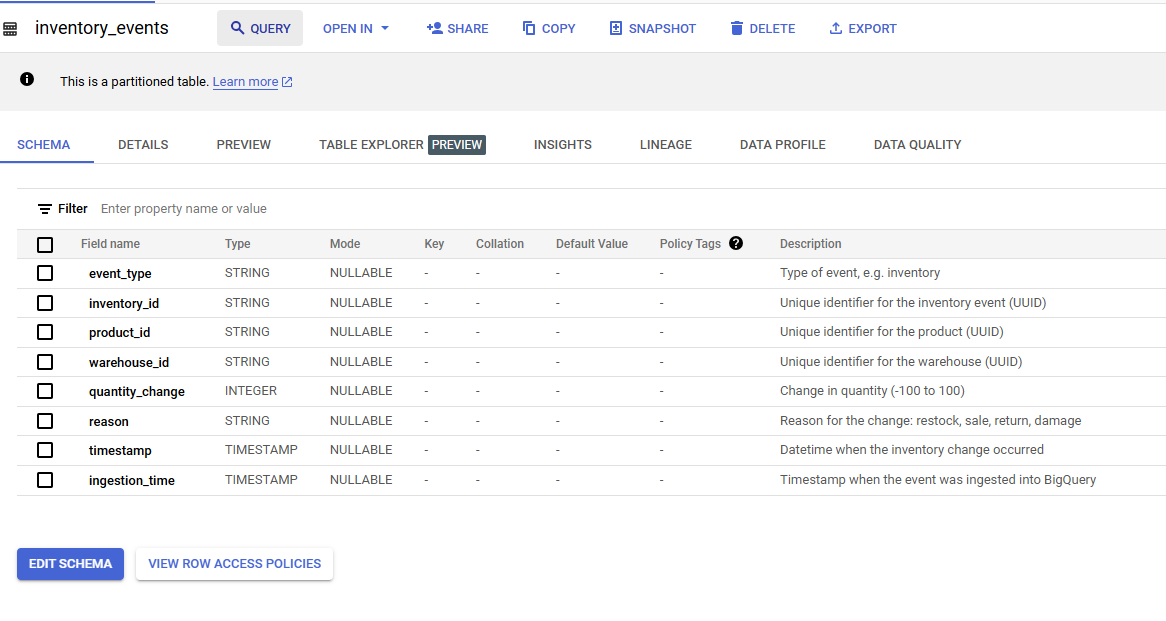 inventory_events QUERY OPEN IN SHARE COPY SNAPSHOT DELETE EXPORT
This is a partitioned table. Learn more
SCHEMA DETAILS PREVIEW TABLE EXPLORER PREVIEW INSIGHTS LINEAGE DATA PROFILE DATA QUALITY
Filter Enter property name or value
Field name Type Mode Key Collation Default Value Policy Tags ? Description
event_type STRING NULLABLE - - - - Type of event, e.g. inventory
inventory_id STRING NULLABLE - - - - Unique identifier for the inventory event (UUID)
product_id STRING NULLABLE - - - - Unique identifier for the product (UUID)
warehouse_id STRING NULLABLE - - - - Unique identifier for the warehouse (UUID)
quantity_change INTEGER NULLABLE - - - - Change in quantity (-100 to 100)
reason STRING NULLABLE - - - - Reason for the change: restock, sale, return, damage
timestamp TIMESTAMP NULLABLE - - - - Datetime when the inventory change occurred
ingestion_time TIMESTAMP NULLABLE - - - - Timestamp when the event was ingested into BigQuery
EDIT SCHEMA VIEW ROW ACCESS POLICIES